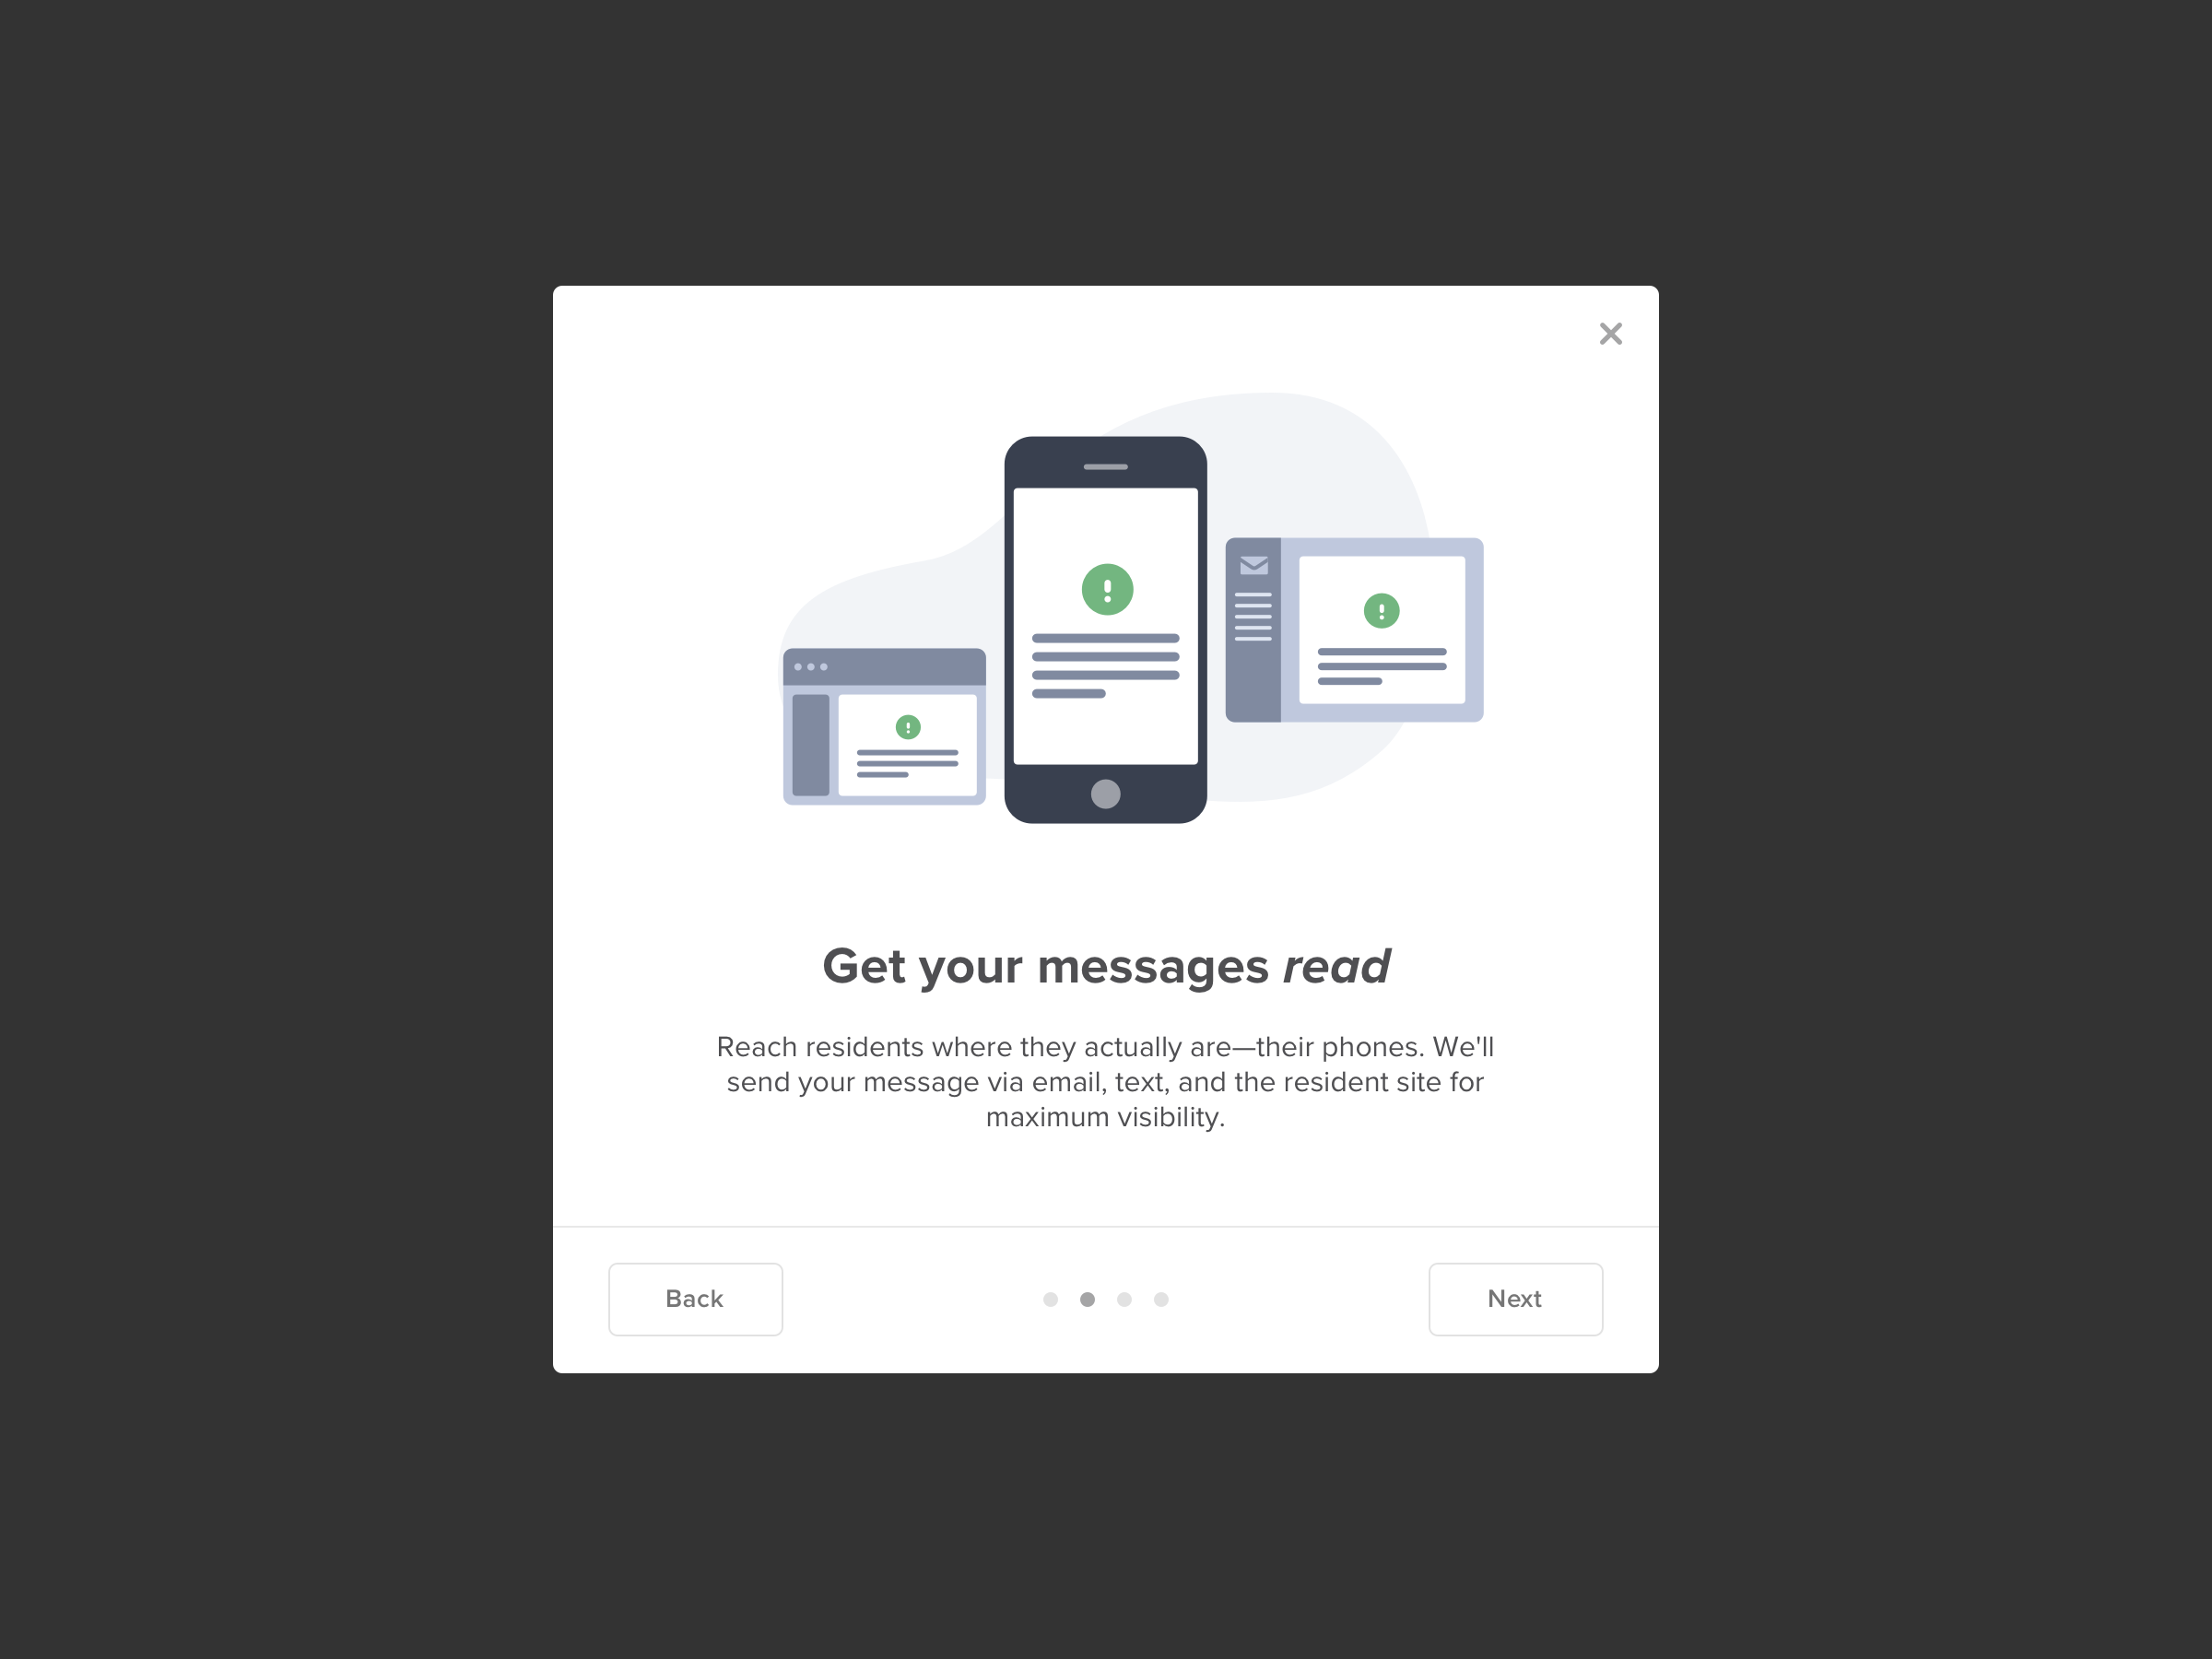 Get your messages read
Reach residents where they actually are—their phones. We'll
send your message via email, text, and the resident site for
maximum visibility.
Back
Next